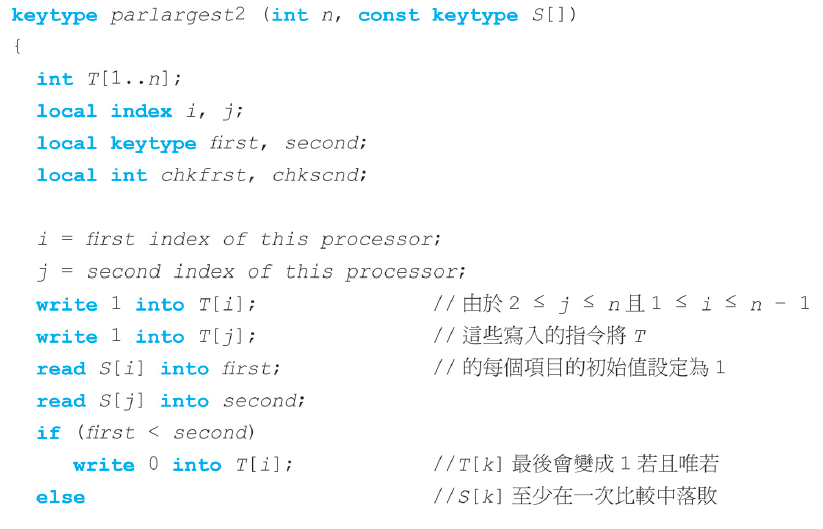 keytype parlargest2 (int n, const keytype S[])
{
int T[1..n];
local index i, j;
local keytype first, second;
local int chkfrst, chkscnd;
i = first index of this processor;
j = second index of this processor;
write 1 into T[i]; // 由於 2 ≤ j ≤ n 且 1 ≤ i ≤ n - 1
write 1 into T[j]; // 這些寫入的指令將 T
read S[i] into first; // 的每個項目的初始值設定為 1
read S[j] into second;
if (first < second)
write 0 into T[i]; //T[k] 最後會變成 1 若且唯若
else //S[k] 至少在一次比較中落敗